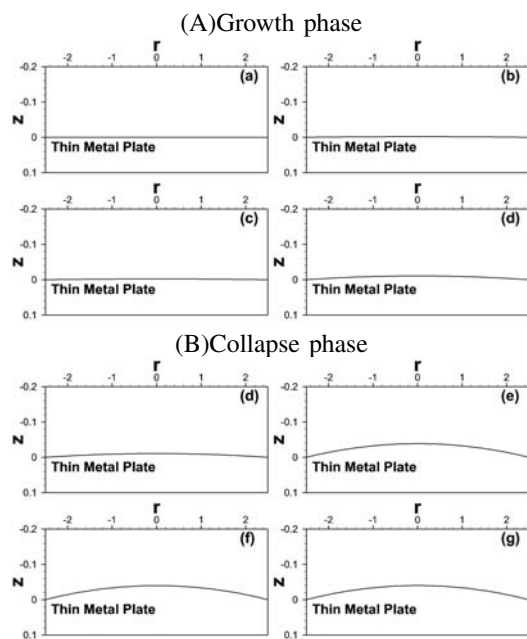 (A)Growth phase
r r
-2 -1 0 1 2 -2 -1 0 1 2
-0.2 (a) -0.2 (b)
-0.1 -0.1
z 0 z 0
Thin Metal Plate Thin Metal Plate
0.1 0.1
r r
-2 -1 0 1 2 -2 -1 0 1 2
-0.2 (c) -0.2 (d)
-0.1 -0.1
z 0 z 0
Thin Metal Plate Thin Metal Plate
0.1 0.1
(B)Collapse phase
r r
-2 -1 0 1 2 -2 -1 0 1 2
-0.2 (d) -0.2 (e)
-0.1 -0.1
z 0 z 0
Thin Metal Plate Thin Metal Plate
0.1 0.1
r r
-2 -1 0 1 2 -2 -1 0 1 2
-0.2 (f) -0.2 (g)
-0.1 -0.1
z 0 z 0
Thin Metal Plate Thin Metal Plate
0.1 0.1